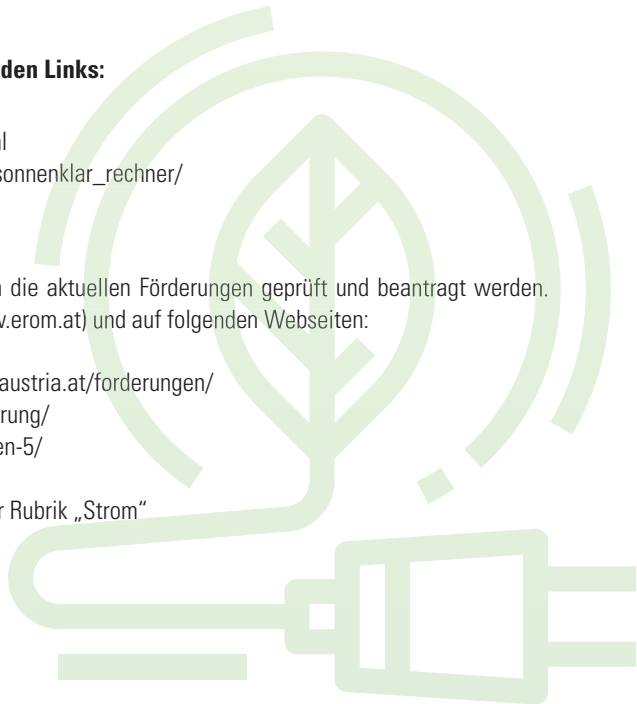 den Links:
sonnenklar_rechner/
die aktuellen Förderungen geprüft und beantragt werden.
.erom.at) und auf folgenden Webseiten:
austria.at/forderungen/
rung/
en-5/
Rubrik „Strom“